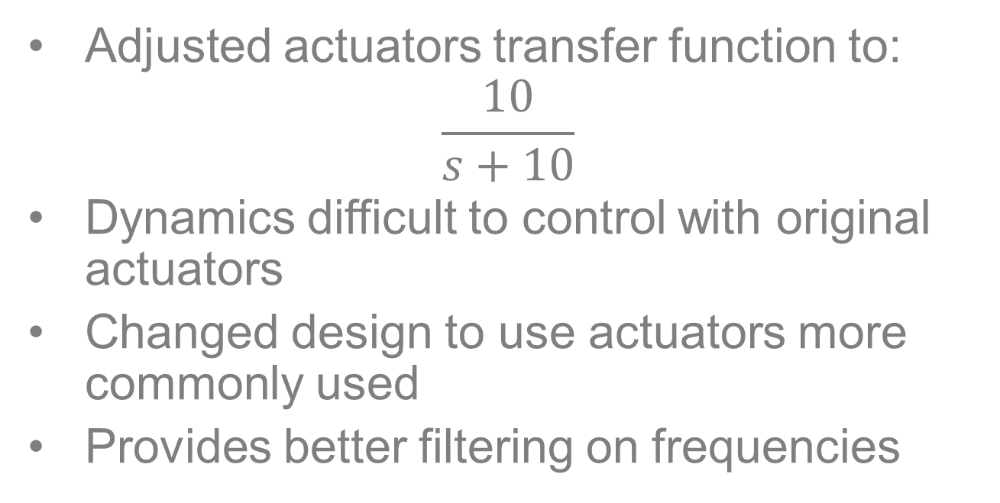 • Adjusted actuators transfer function to:
10
s + 10
• Dynamics difficult to control with original
actuators
• Changed design to use actuators more
commonly used
• Provides better filtering on frequencies